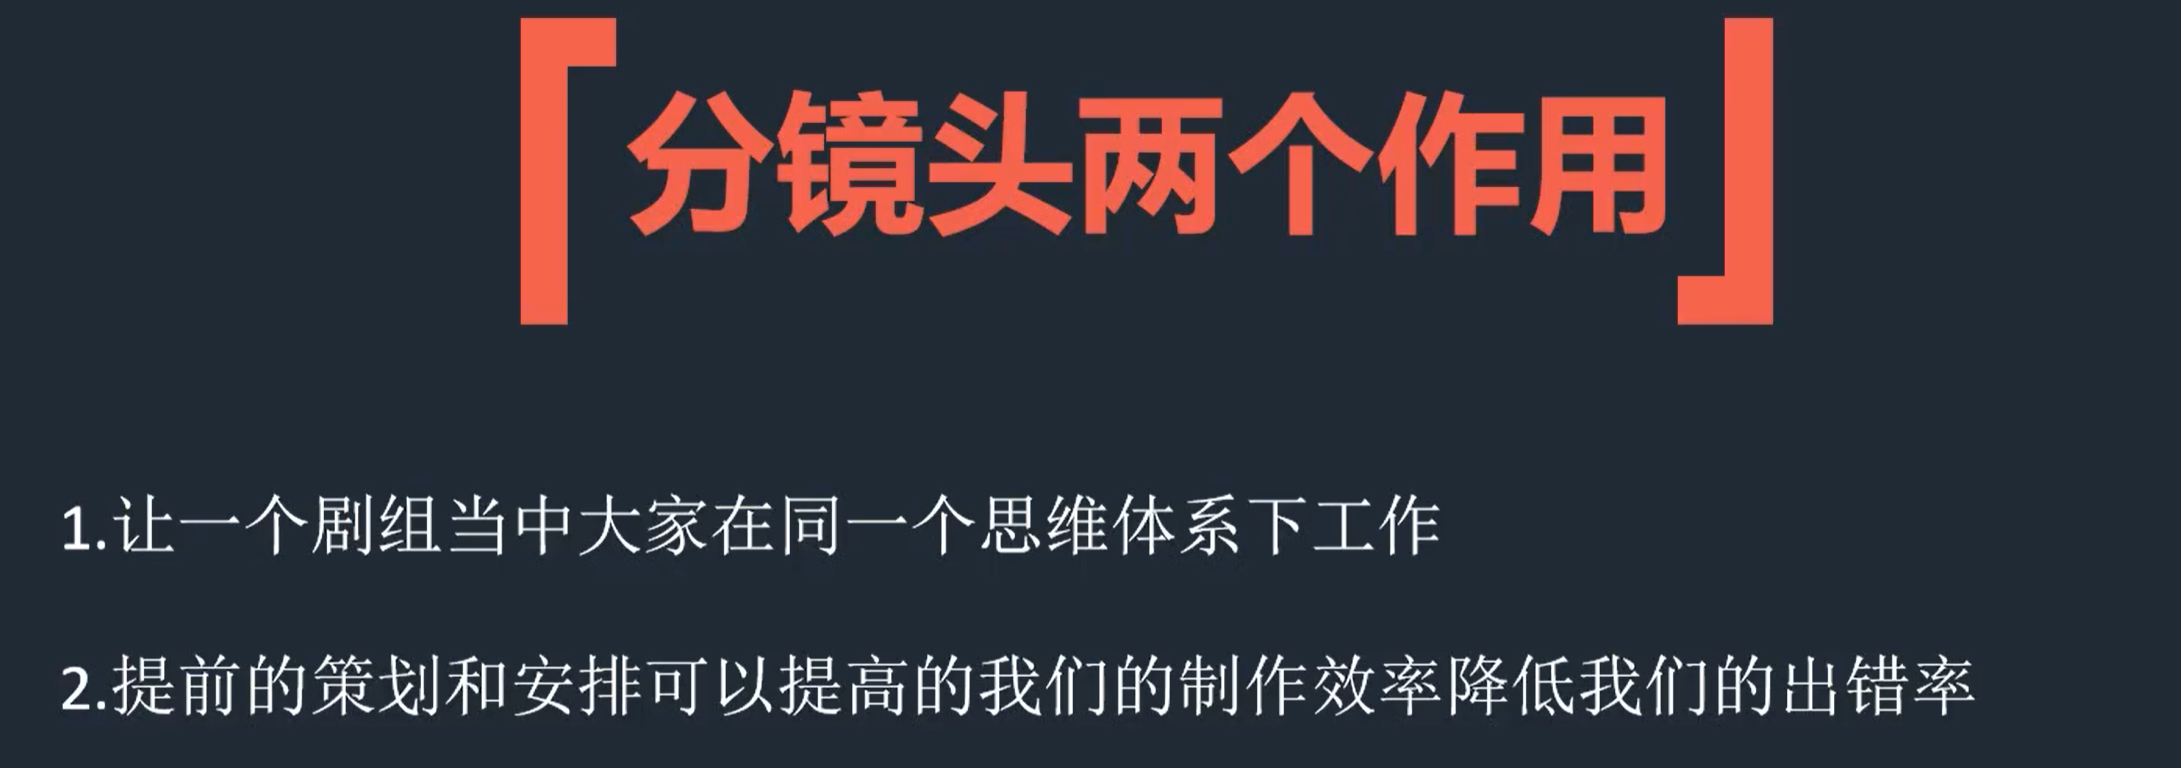 分镜头两个作用
1.让一个剧组当中大家在同一个思维体系下工作
2.提前的策划和安排可以提高的我们的制作效率降低我们的出错率